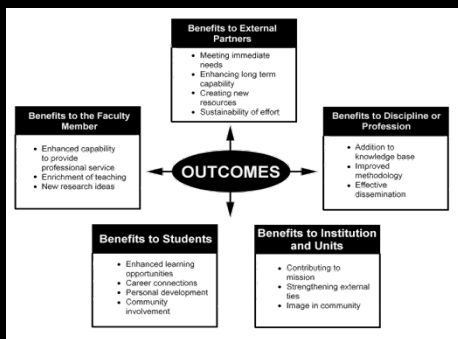 Benefits to External
Partners
• Meeting immediate
needs
• Enhancing long term
capability
• Creating new
resources
• Sustainability of effort
Benefits to the Faculty
Member
• Enhanced capability
to provide
professional service
• Enrichment of teaching
• New research ideas
OUTCOMES
Benefits to Discipline or
Profession
• Addition to
knowledge base
• Improved
methodology
• Effective
dissemination
Benefits to Students
• Enhanced learning
opportunities
• Career connections
• Personal development
• Community
involvement
Benefits to Institution
and Units
• Contributing to
mission
• Strengthening external
ties
• Image in community